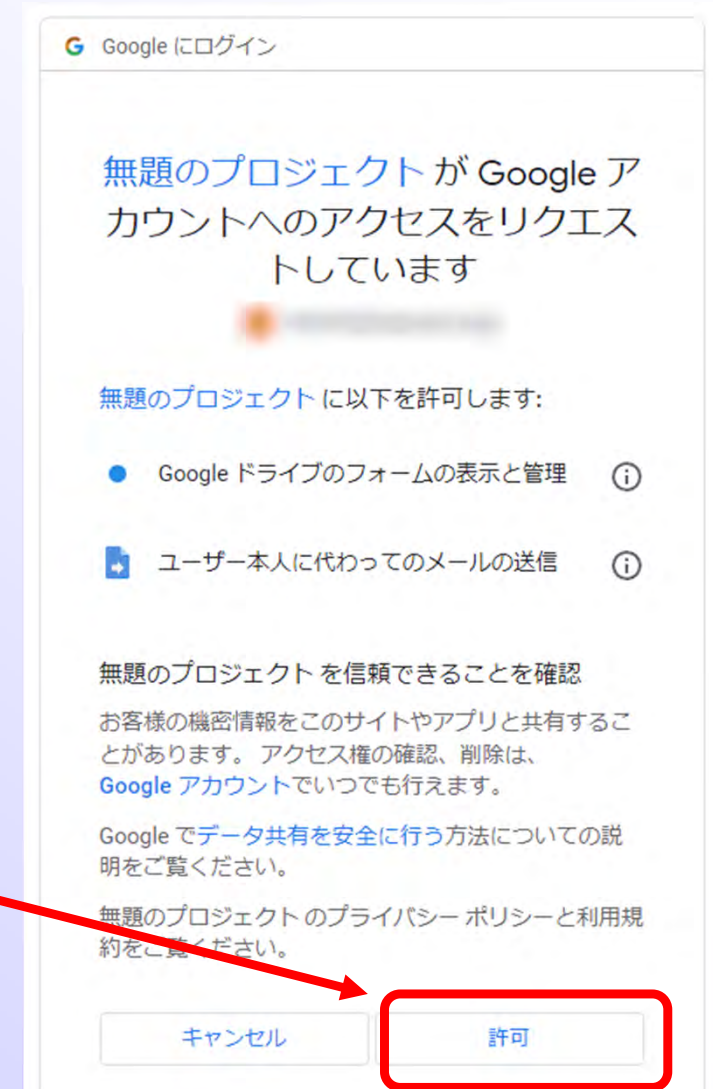 G Google にログイン
無題のプロジェクト が Google ア
カウントへのアクセスをリクエス
トしています
無題のプロジェクト に以下を許可します:
Google ドライブのフォームの表示と管理
ユーザー本人に代わってのメールの送信
無題のプロジェクト を信頼できることを確認
お客様の機密情報をこのサイトやアプリと共有するこ
とがあります。 アクセス権の確認、削除は、
Google アカウントでいつでも行えます。
Google でデータ共有を安全に行う方法についての説
明をご覧ください。
無題のプロジェクト のプライバシー ポリシーと利用規
約をご覧ください。
キャンセル
許可